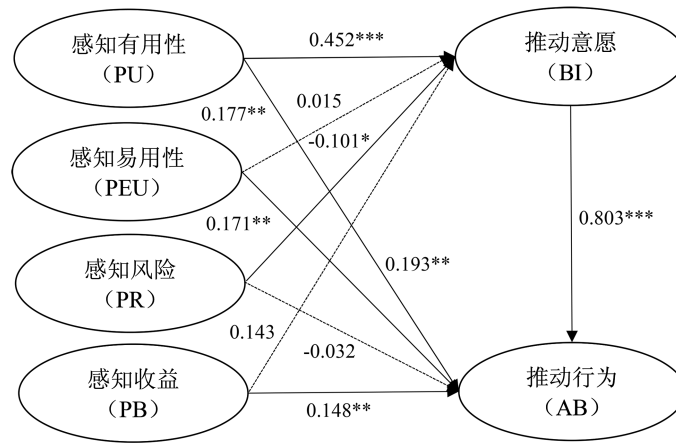 感知有用性
（PU）
0.452***
推动意愿
（BI）
0.177**
0.015
-0.101*
感知易用性
（PEU）
0.171**
0.803***
感知风险
（PR）
0.193**
0.143
-0.032
感知收益
（PB）
0.148**
推动行为
（AB）